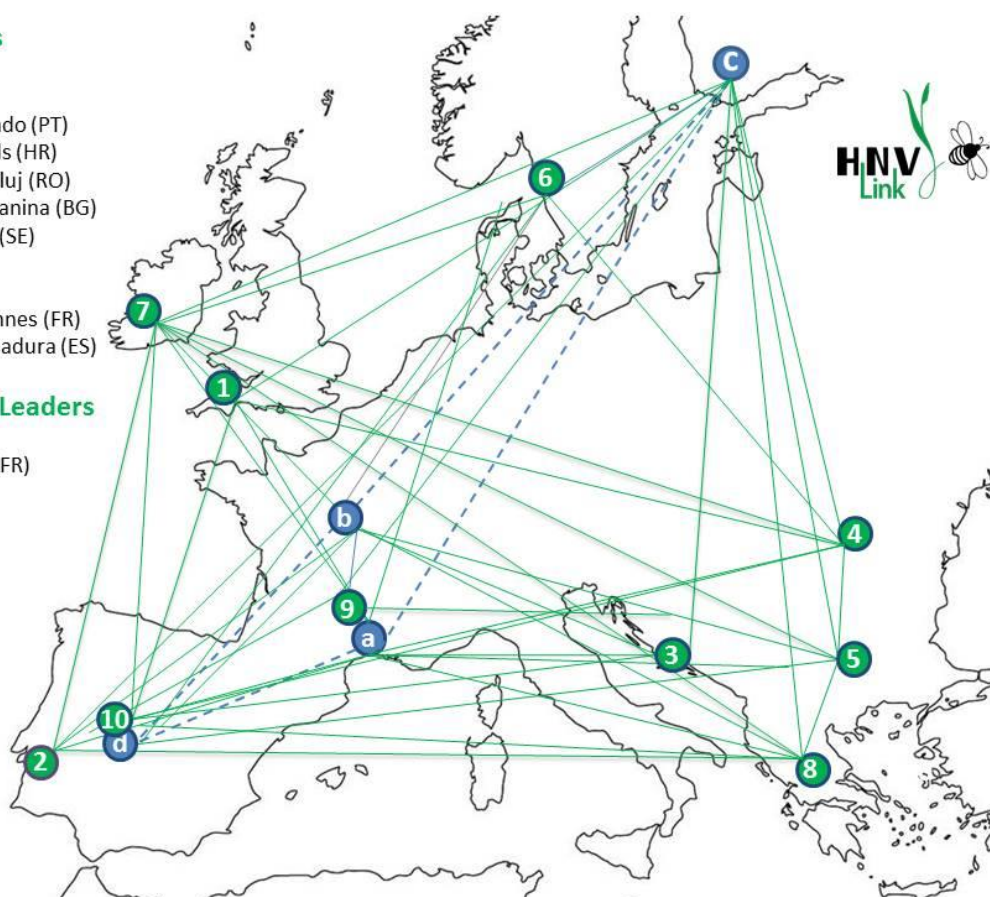 s
ndo (PT)
ls (HR)
luj (RO)
anina (BG)
(SE)
nnes (FR)
adura (ES)
Leaders
FR)
C
HNV
Link
6
7
1
b
4
9
a
3
5
10
d
2
8